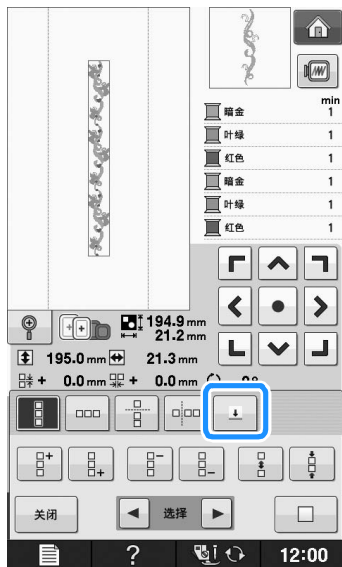 min
暗金 1
叶绿 1
红色 1
暗金 1
叶绿 1
红色 1
194.9 mm
21.2 mm
195.0 mm 21.3 mm
+ 0.0 mm + 0.0 mm
关闭 选择
? 12:00